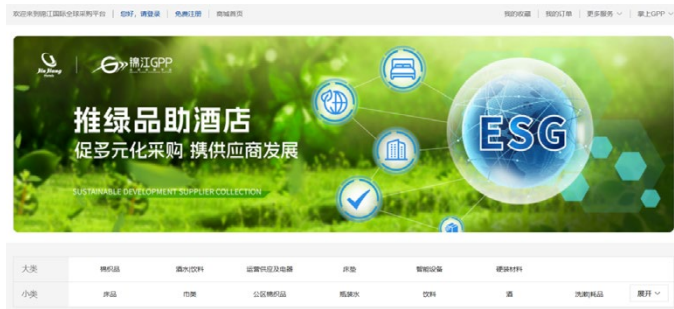 欢迎来到锦江国际全球采购平台 您好，请登录 免费注册 商城首页 我的收藏 我的订单 更多服务 掌上GPP
Jin Jiang 锦江GPP
推绿品助酒店
促多元化采购 携供应商发展
SUSTAINABLE DEVELOPMENT SUPPLIER COLLECTION
ESG
大类 棉织品 酒水|饮料 运营供应及电器 床垫 智能设备 硬装材料
小类 床品 巾类 公区棉织品 瓶装水 饮料 酒 洗漱|耗品 展开